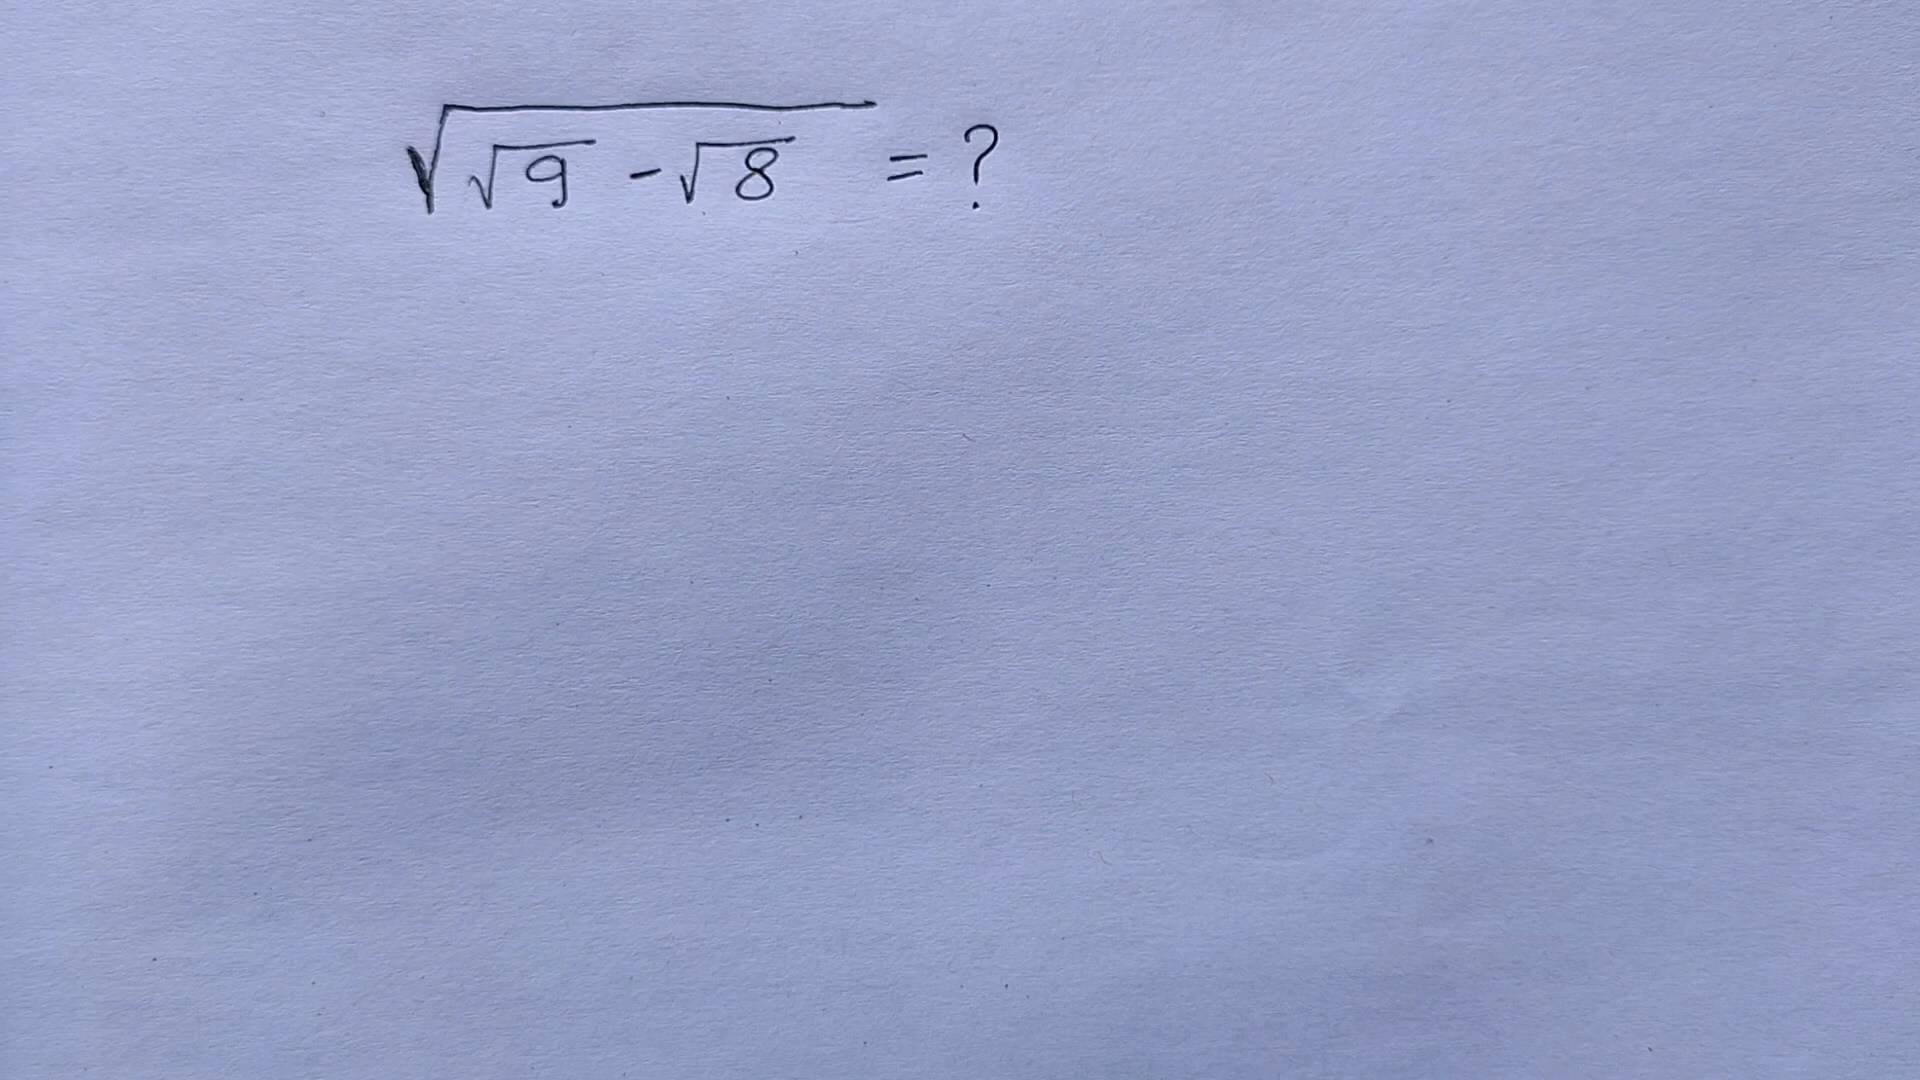 √(√9 - √8) = ?